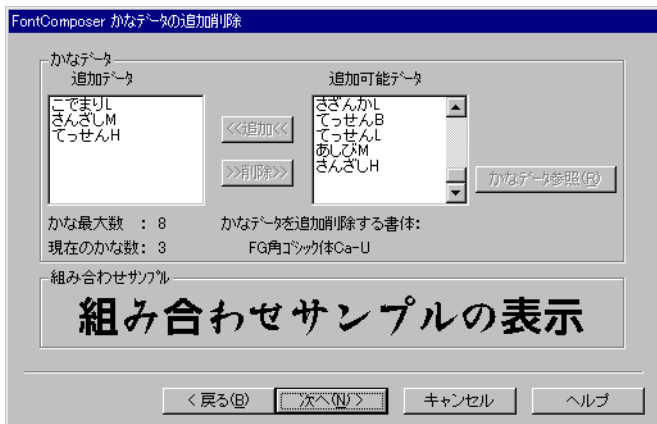 FontComposer かなﾃﾞｰﾀの追加削除
かなﾃﾞｰﾀ
追加ﾃﾞｰﾀ
追加可能ﾃﾞｰﾀ
こでまりL
さんざしM
てっせんH
<<追加<<
>>削除>>
さざんかL
てっせんB
てっせんL
あしびM
さんざしH
かなﾃﾞｰﾀ参照(R)
かな最大数 : 8
かなﾃﾞｰﾀを追加削除する書体:
現在のかな数: 3
FG角ｺﾞｼｯｸ体Ca-U
組み合わせｻﾝﾌﾟﾙ
組み合わせサンプルの表示
< 戻る(B)
次へ(N) >
キャンセル
ヘルプ